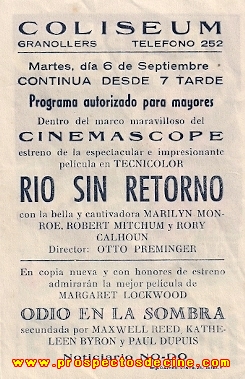 COLISEUM
GRANOLLERS TELEFONO 252
Martes, día 6 de Septiembre
CONTINUA DESDE 7 TARDE
Programa autorizado para mayores
Dentro del marco maravilloso del
CINEMASCOPE
estreno de la espectacular e impresionante
película en TECNICOLOR
RIO SIN RETORNO
con la bella y cautivadora MARILYN MON-
ROE, ROBERT MITCHUM y RORY
CALHOUN
Director: OTTO PREMINGER
En copia nueva y con honores de estreno
admirarán la mejor película de
MARGARET LOCKWOOD
ODIO EN LA SOMBRA
secundada por MAXWELL REED, KATHE-
LEEN BYRON y PAUL DUPUIS
Noticiario NO-DO
www.prospectosdecine.com